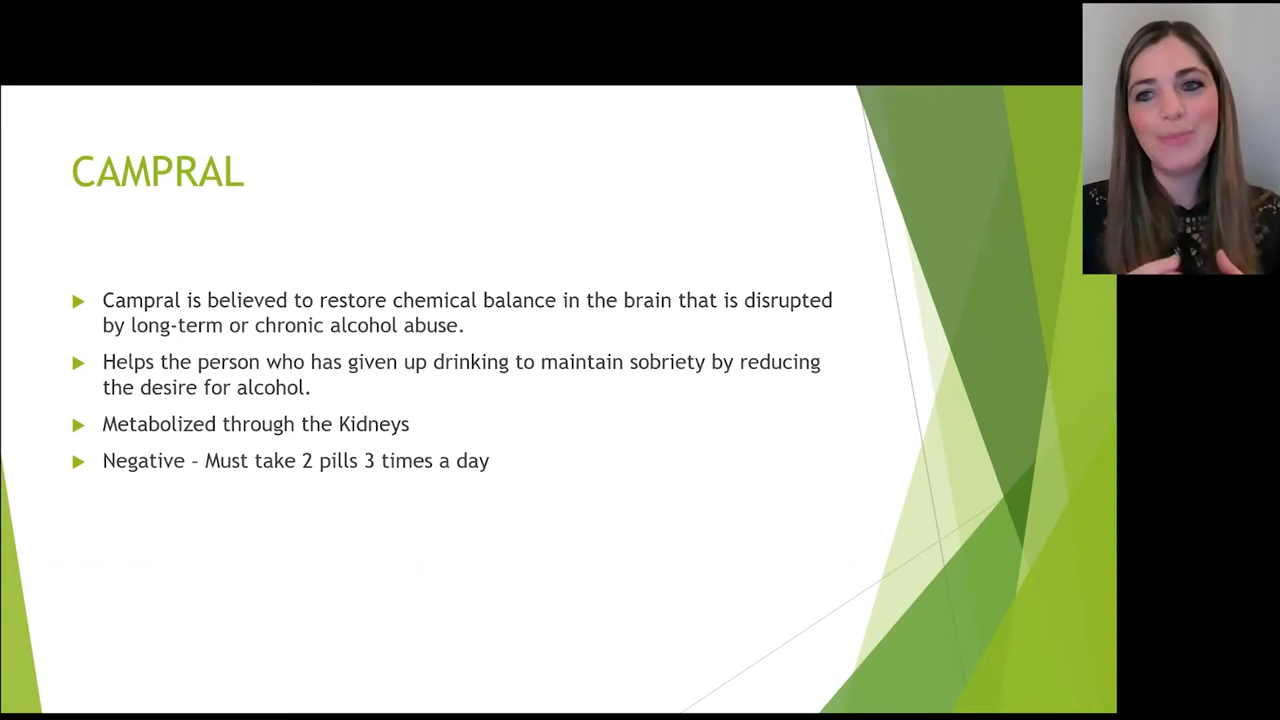 CAMPRAL
Campral is believed to restore chemical balance in the brain that is disrupted
by long-term or chronic alcohol abuse.
Helps the person who has given up drinking to maintain sobriety by reducing
the desire for alcohol.
Metabolized through the Kidneys
Negative – Must take 2 pills 3 times a day